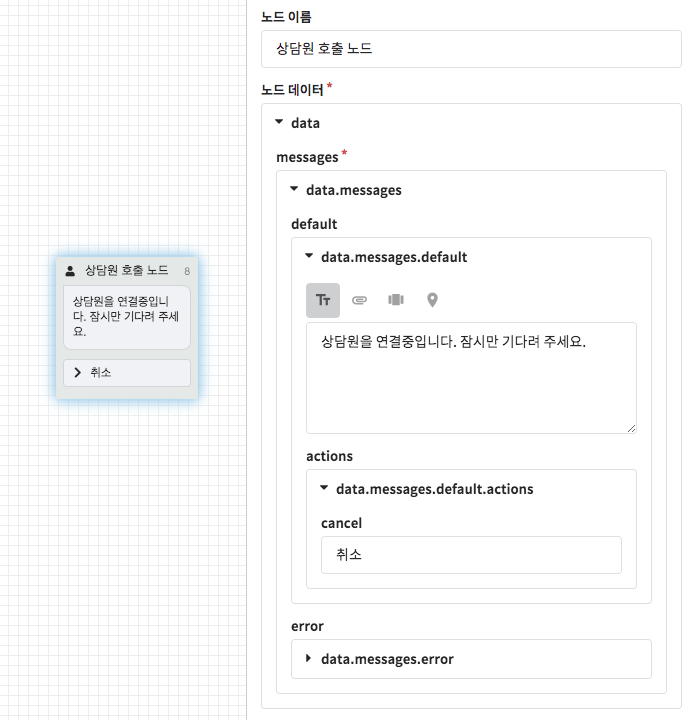 상담원 호출 노드 8
상담원을 연결중입니
다. 잠시만 기다려 주세
요.
취소
노드 이름
상담원 호출 노드
노드 데이터 *
data
messages *
data.messages
default
data.messages.default
Tт
상담원을 연결중입니다. 잠시만 기다려 주세요.
actions
data.messages.default.actions
cancel
취소
error
data.messages.error